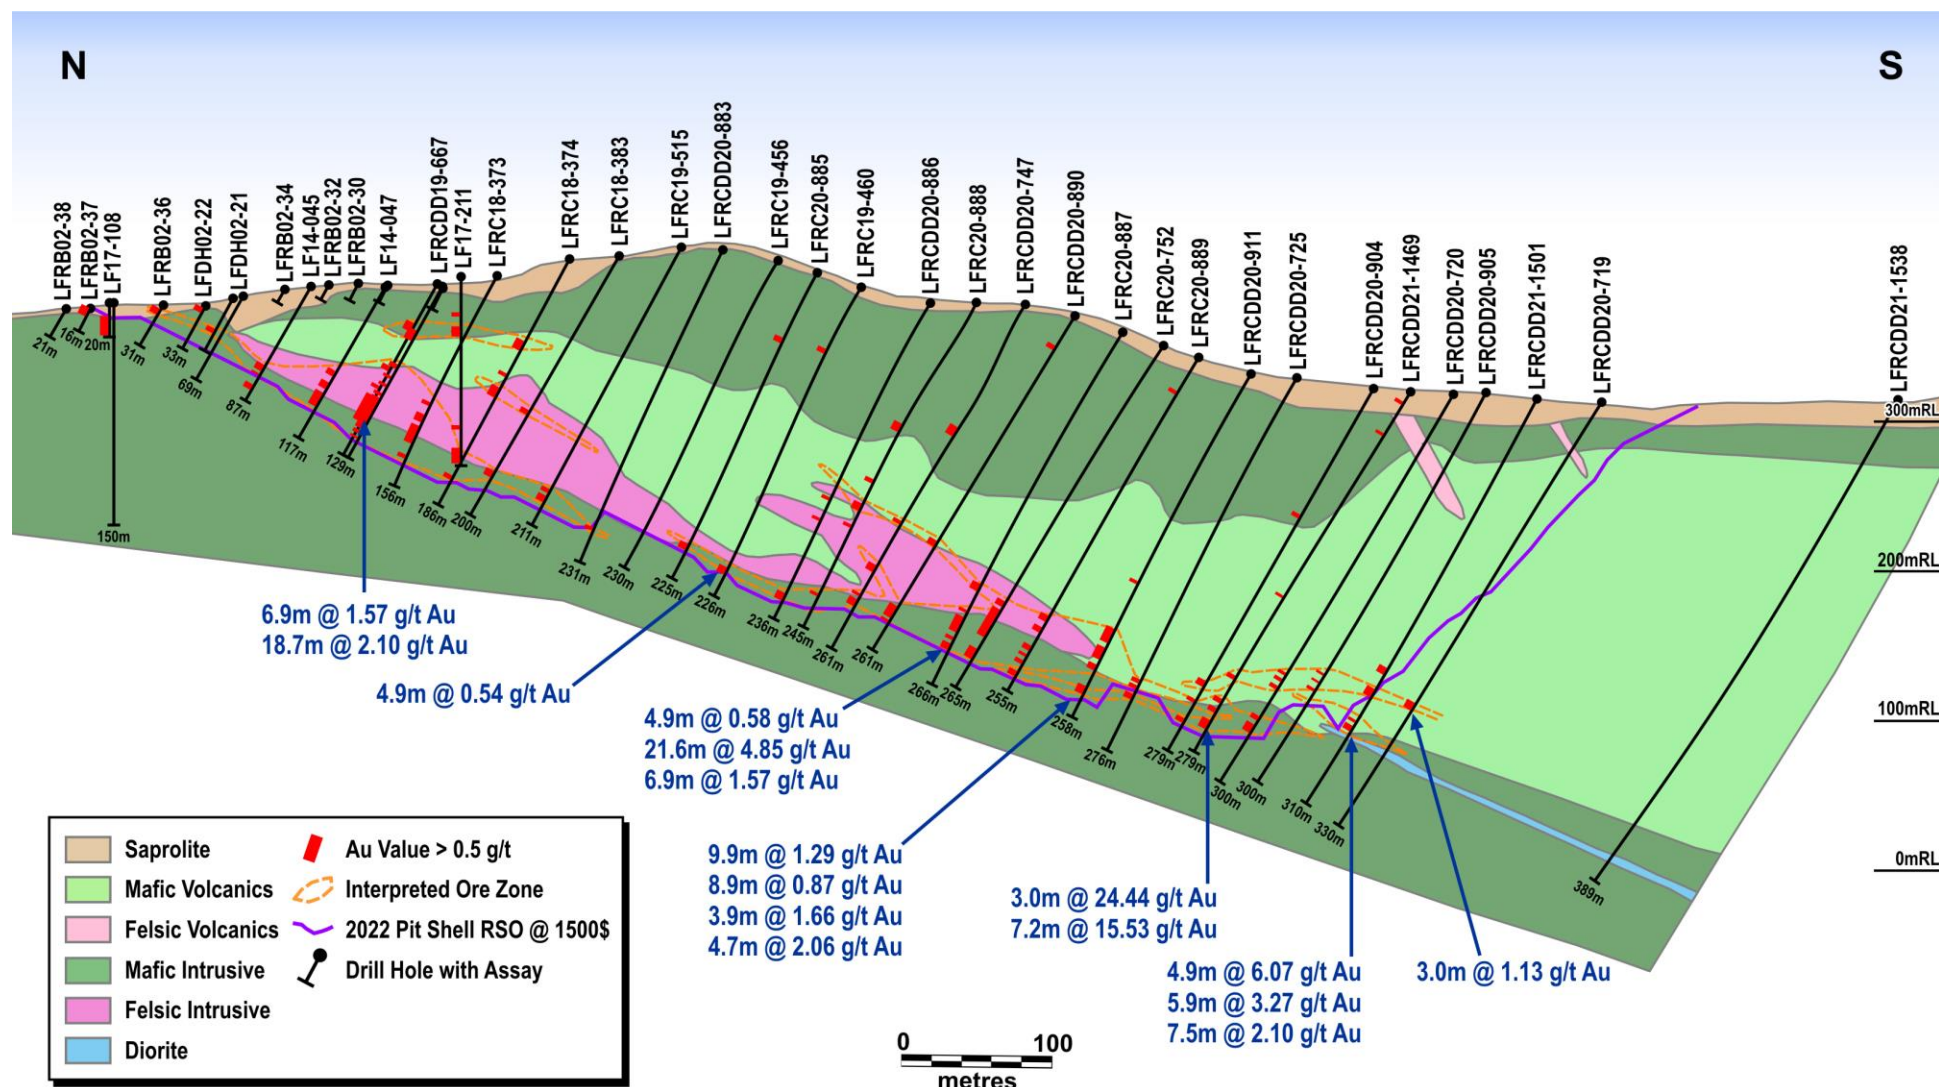 N
S
LFRB02-38
LFRB02-37
LF17-108
LFRB02-36
LFDH02-22
LFDH02-21
LFRB02-34
LF14-045
LFRB02-32
LFRB02-30
LF14-047
LFRCDD19-667
LF17-211
LFRC18-373
LFRC18-374
LFRC18-383
LFRC19-515
LFRCDD20-883
LFRC19-456
LFRC20-885
LFRC19-460
LFRCDD20-886
LFRC20-888
LFRCDD20-747
LFRCDD20-890
LFRC20-887
LFRC20-752
LFRC20-889
LFRCDD20-911
LFRCDD20-725
LFRCDD20-904
LFRCDD21-1469
LFRCDD20-720
LFRCDD20-905
LFRCDD21-1501
LFRCDD20-719
LFRCDD21-1538
21m
16m
20m
31m
33m
69m
87m
117m
129m
150m
156m
186m
200m
211m
231m
230m
225m
226m
236m
245m
261m
261m
266m
265m
255m
258m
276m
279m
279m
300m
300m
310m
330m
389m
300mRL
200mRL
100mRL
0mRL
6.9m @ 1.57 g/t Au
18.7m @ 2.10 g/t Au
4.9m @ 0.54 g/t Au
4.9m @ 0.58 g/t Au
21.6m @ 4.85 g/t Au
6.9m @ 1.57 g/t Au
9.9m @ 1.29 g/t Au
8.9m @ 0.87 g/t Au
3.9m @ 1.66 g/t Au
4.7m @ 2.06 g/t Au
3.0m @ 24.44 g/t Au
7.2m @ 15.53 g/t Au
4.9m @ 6.07 g/t Au
5.9m @ 3.27 g/t Au
7.5m @ 2.10 g/t Au
3.0m @ 1.13 g/t Au
Saprolite
Mafic Volcanics
Felsic Volcanics
Mafic Intrusive
Felsic Intrusive
Diorite
Au Value > 0.5 g/t
Interpreted Ore Zone
2022 Pit Shell RSO @ 1500$
Drill Hole with Assay
0 100
metres